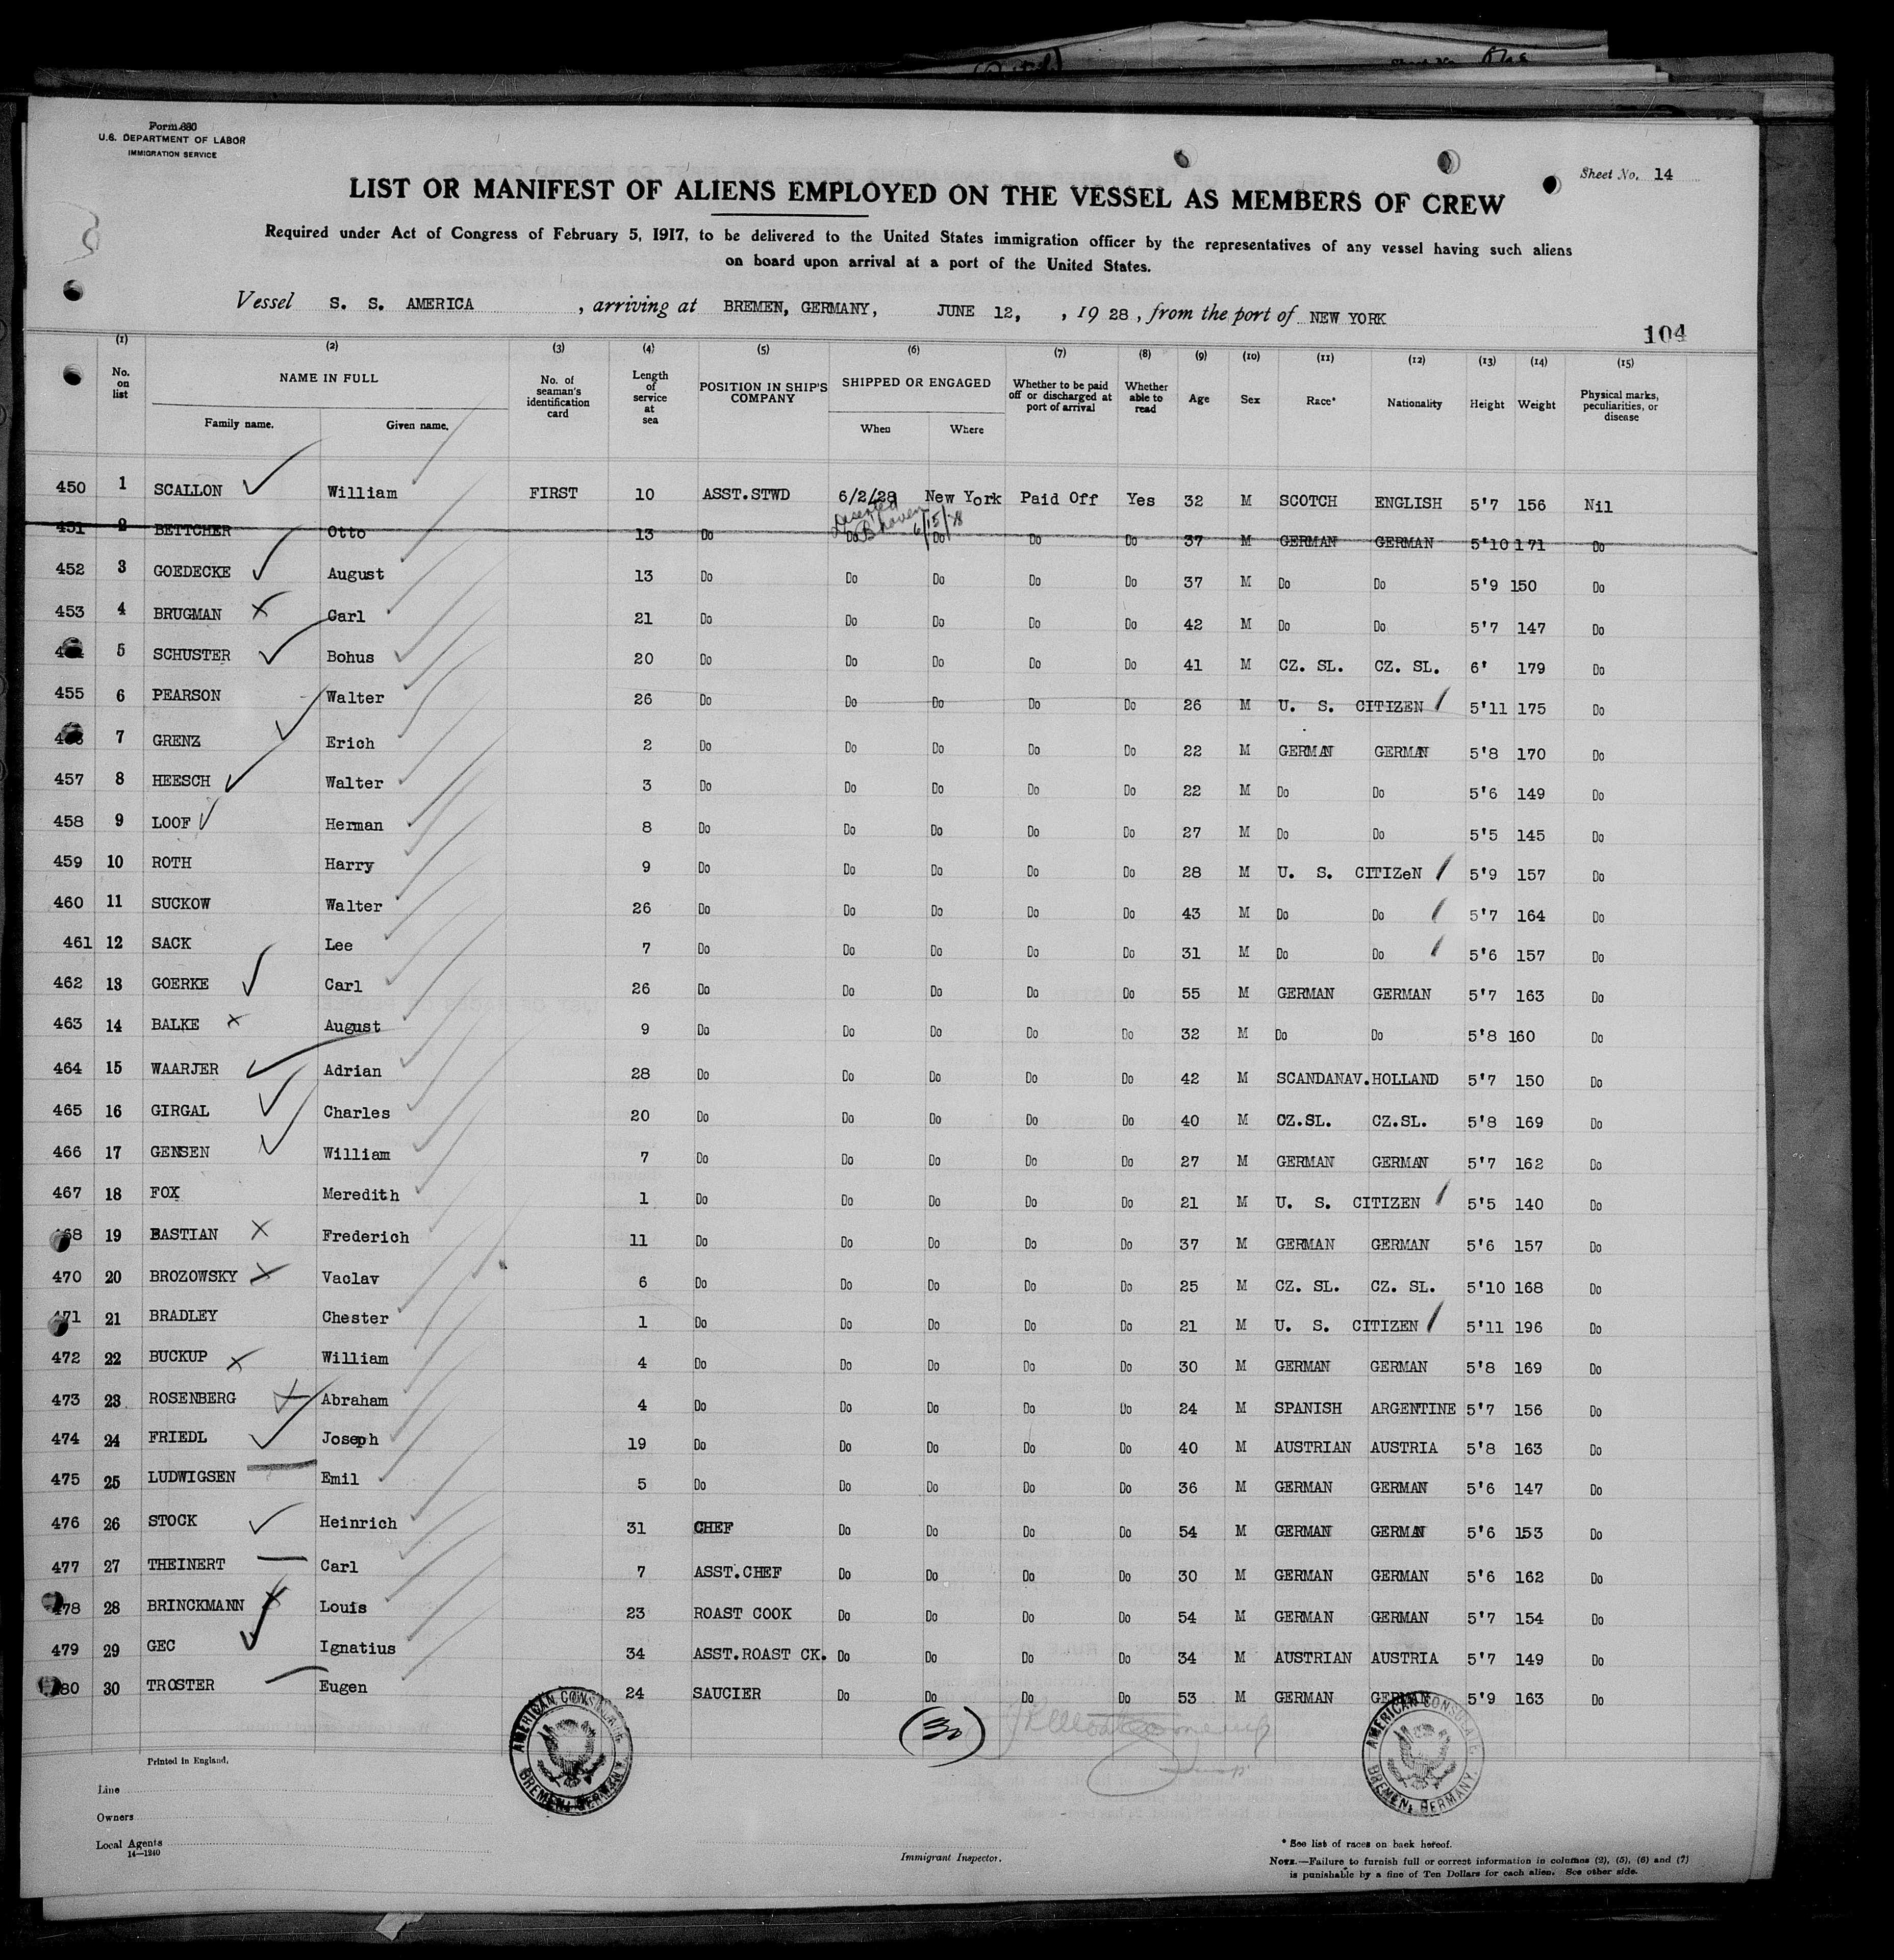 Form 680
U.S. DEPARTMENT OF LABOR
IMMIGRATION SERVICE
Sheet No. 14
LIST OR MANIFEST OF ALIENS EMPLOYED ON THE VESSEL AS MEMBERS OF CREW
Required under Act of Congress of February 5, 1917, to be delivered to the United States immigration officer by the representatives of any vessel having such aliens
on board upon arrival at a port of the United States.
Vessel S. S. AMERICA , arriving at BREMEN, GERMANY, JUNE 12, , 19 28 , from the port of NEW YORK
104
(1) (2) (3) (4) (5) (6) (7) (8) (9) (10) (11) (12) (13) (14) (15)
No. on list NAME IN FULL Family name. Given name. No. of seaman's identification card Length of service at sea POSITION IN SHIP'S COMPANY SHIPPED OR ENGAGED When Where Whether to be paid off or discharged at port of arrival Whether able to read Age Sex Race* Nationality Height Weight Physical marks, peculiarities, or disease
450 1 SCALLON William FIRST 10 ASST.STWD 6/2/28 New York Paid Off Yes 32 M SCOTCH ENGLISH 5'7 156 Nil
Deserted B'haven 6/15/28
451 2 BETTCHER Otto 13 Do Do Do Do Do 37 M GERMAN GERMAN 5'10 171 Do
452 3 GOEDECKE August 13 Do Do Do Do Do 37 M Do Do 5'9 150 Do
453 4 BRUGMAN Carl 21 Do Do Do Do Do 42 M Do Do 5'7 147 Do
5 SCHUSTER Bohus 20 Do Do Do Do Do 41 M CZ. SL. CZ. SL. 6' 179 Do
455 6 PEARSON Walter 26 Do Do Do Do Do 26 M U. S. CITIZEN 5'11 175 Do
7 GRENZ Erich 2 Do Do Do Do Do 22 M GERMAN GERMAN 5'8 170 Do
457 8 HEESCH Walter 3 Do Do Do Do Do 22 M Do Do 5'6 149 Do
458 9 LOOF Herman 8 Do Do Do Do Do 27 M Do Do 5'5 145 Do
459 10 ROTH Harry 9 Do Do Do Do Do 28 M U. S. CITIZeN 5'9 157 Do
460 11 SUCKOW Walter 26 Do Do Do Do Do 43 M Do Do 5'7 164 Do
461 12 SACK Lee 7 Do Do Do Do Do 31 M Do Do 5'6 157 Do
462 13 GOERKE Carl 26 Do Do Do Do Do 55 M GERMAN GERMAN 5'7 163 Do
463 14 BALKE August 9 Do Do Do Do Do 32 M Do Do 5'8 160 Do
464 15 WAARJER Adrian 28 Do Do Do Do Do 42 M SCANDANAV. HOLLAND 5'7 150 Do
465 16 GIRGAL Charles 20 Do Do Do Do Do 40 M CZ.SL. CZ.SL. 5'8 169 Do
466 17 GENSEN William 7 Do Do Do Do Do 27 M GERMAN GERMAN 5'7 162 Do
467 18 FOX Meredith 1 Do Do Do Do Do 21 M U. S. CITIZEN 5'5 140 Do
468 19 BASTIAN Frederich 11 Do Do Do Do Do 37 M GERMAN GERMAN 5'6 157 Do
470 20 BROZOWSKY Vaclav 6 Do Do Do Do Do 25 M CZ. SL. CZ. SL. 5'10 168 Do
471 21 BRADLEY Chester 1 Do Do Do Do Do 21 M U. S. CITIZEN 5'11 196 Do
472 22 BUCKUP William 4 Do Do Do Do Do 30 M GERMAN GERMAN 5'8 169 Do
473 23 ROSENBERG Abraham 4 Do Do Do Do Do 24 M SPANISH ARGENTINE 5'7 156 Do
474 24 FRIEDL Joseph 19 Do Do Do Do Do 40 M AUSTRIAN AUSTRIA 5'8 163 Do
475 25 LUDWIGSEN Emil 5 Do Do Do Do Do 36 M GERMAN GERMAN 5'6 147 Do
476 26 STOCK Heinrich 31 CHEF Do Do Do Do 54 M GERMAN GERMAN 5'6 153 Do
477 27 THEINERT Carl 7 ASST.CHEF Do Do Do Do 30 M GERMAN GERMAN 5'6 162 Do
478 28 BRINCKMANN Louis 23 ROAST COOK Do Do Do Do 54 M GERMAN GERMAN 5'7 154 Do
479 29 GEC Ignatius 34 ASST.ROAST CK. Do Do Do Do 34 M AUSTRIAN AUSTRIA 5'7 149 Do
480 30 TROSTER Eugen 24 SAUCIER Do Do Do Do 53 M GERMAN GERMAN 5'9 163 Do
(30)
AMERICAN CONSULATE. BREMEN, GERMANY.
AMERICAN CONSULATE. BREMEN, GERMANY.
Printed in England.
Line
Owners
Local Agents
14—1240
Immigrant Inspector.
* See list of races on back hereof.
NOTE.—Failure to furnish full or correct information in columns (2), (5), (6) and (7)
is punishable by a fine of Ten Dollars for each alien. See other side.